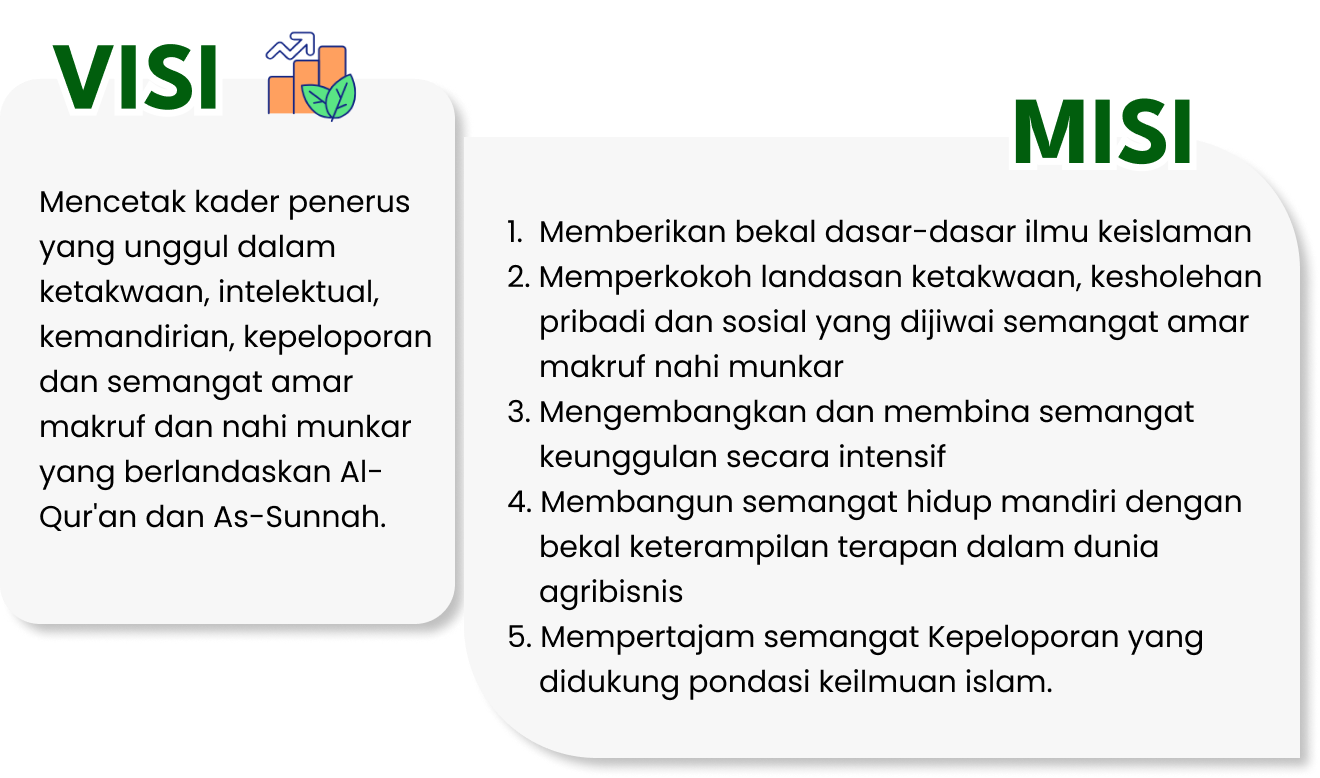 VISI
Mencetak kader penerus
yang unggul dalam
ketakwaan, intelektual,
kemandirian, kepeloporan
dan semangat amar
makruf dan nahi munkar
yang berlandaskan Al-
Qur'an dan As-Sunnah.
MISI
1. Memberikan bekal dasar-dasar ilmu keislaman
2. Memperkokoh landasan ketakwaan, kesholehan
pribadi dan sosial yang dijiwai semangat amar
makruf nahi munkar
3. Mengembangkan dan membina semangat
keunggulan secara intensif
4. Membangun semangat hidup mandiri dengan
bekal keterampilan terapan dalam dunia
agribisnis
5. Mempertajam semangat Kepeloporan yang
didukung pondasi keilmuan islam.